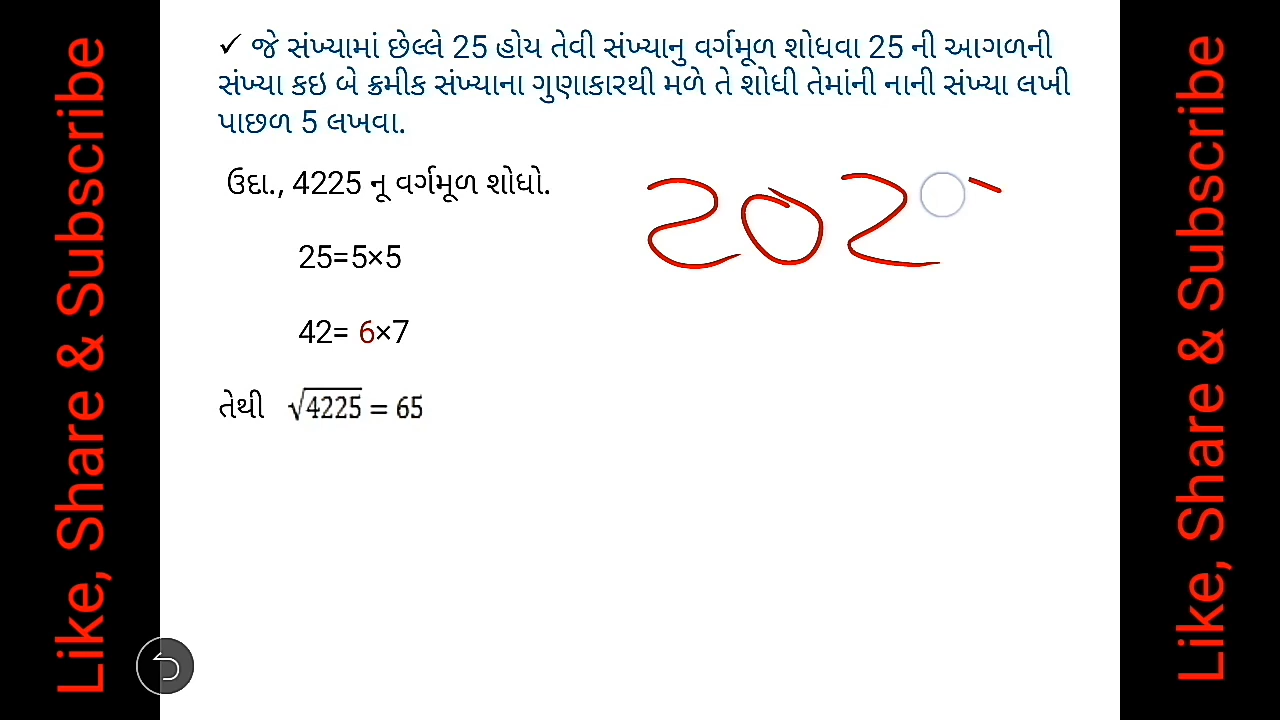 Like, Share & Subscribe
✓ જે સંખ્યામાં છેલ્લે 25 હોય તેવી સંખ્યાનુ વર્ગમૂળ શોધવા 25 ની આગળની
સંખ્યા કઇ બે ક્રમીક સંખ્યાના ગુણાકારથી મળે તે શોધી તેમાંની નાની સંખ્યા લખી
પાછળ 5 લખવા.
ઉદા., 4225 નૂ વર્ગમૂળ શોધો.
202
25=5×5
42= 6×7
તેથી √4225 = 65
Like, Share & Subscribe